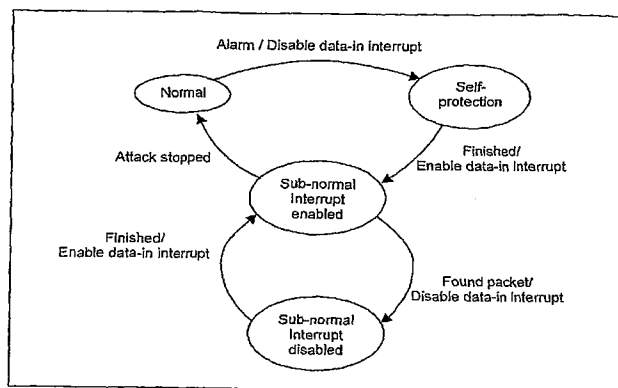 Alarm / Disable data-in interrupt
Normal
Self-
protection
Attack stopped
Finished/
Enable data-in interrupt
Sub-normal
Interrupt
enabled
Finished/
Enable data-in interrupt
Found packet/
Disable data-in Interrupt
Sub-normal
Interrupt
disabled